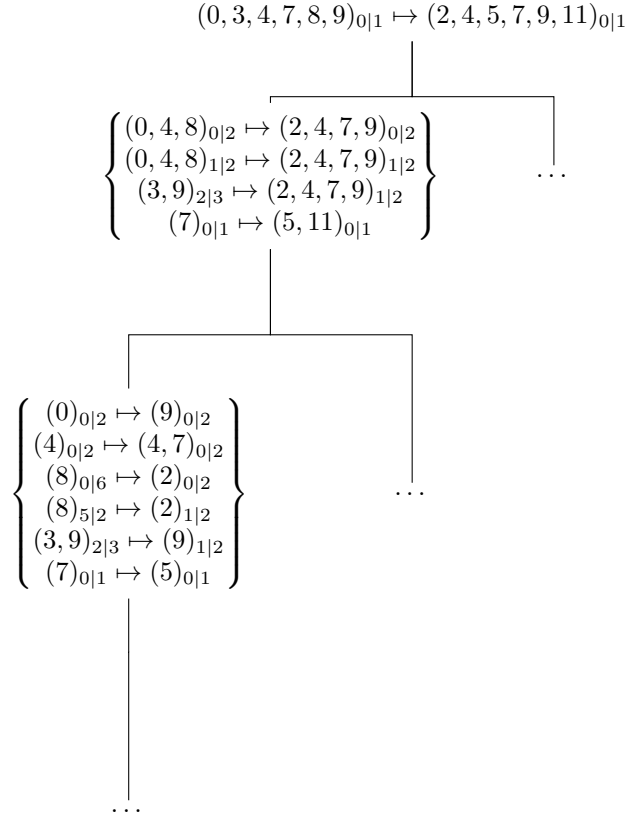 (0, 3, 4, 7, 8, 9)₀|₁ ↦ (2, 4, 5, 7, 9, 11)₀|₁
(0, 4, 8)₀|₂ ↦ (2, 4, 7, 9)₀|₂
(0, 4, 8)₁|₂ ↦ (2, 4, 7, 9)₁|₂
(3, 9)₂|₃ ↦ (2, 4, 7, 9)₁|₂
(7)₀|₁ ↦ (5, 11)₀|₁
...
(0)₀|₂ ↦ (9)₀|₂
(4)₀|₂ ↦ (4, 7)₀|₂
(8)₀|₆ ↦ (2)₀|₂
(8)₅|₂ ↦ (2)₁|₂
(3, 9)₂|₃ ↦ (9)₁|₂
(7)₀|₁ ↦ (5)₀|₁
...
...